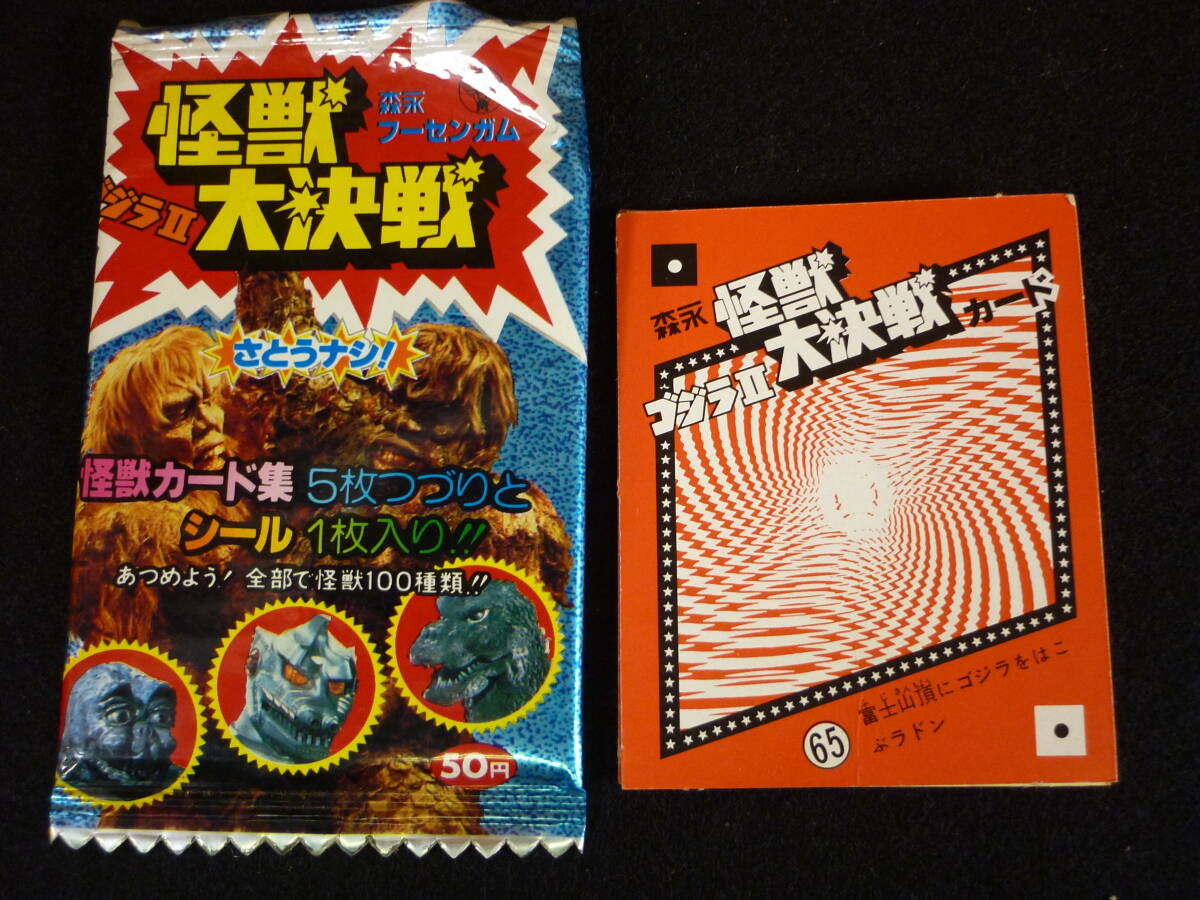 怪獣
大決戦
森永
フーセンガム
ゴジラII
さとうナシ!
怪獣カード集 5枚つづりと
シール 1枚入り!!
あつめよう! 全部で怪獣100種類!!
50円
森永
怪獣
大決戦
カード
ゴジラII
65
富士山頂にゴジラをはこ
ぶラドン